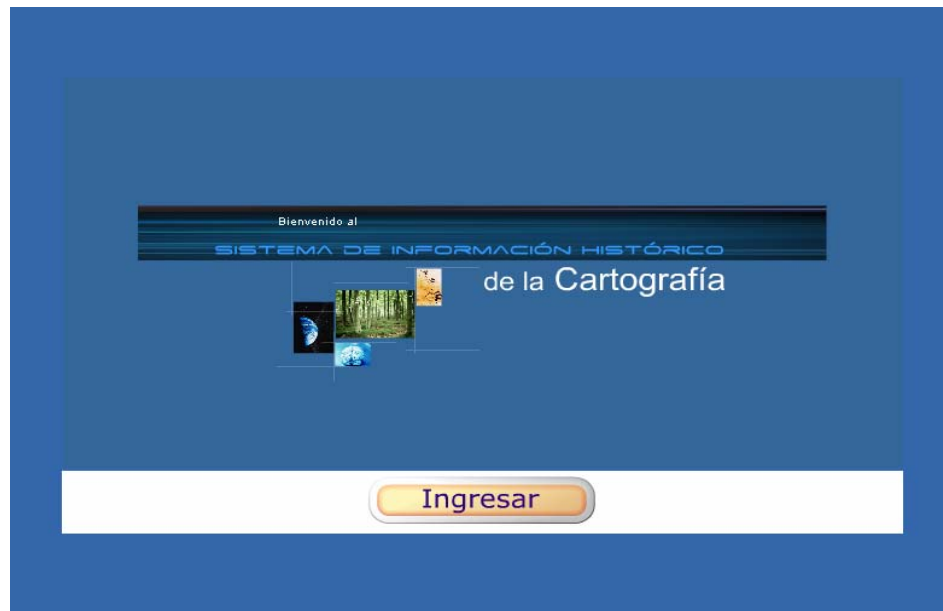 Bienvenido al
SISTEMA DE INFORMACIÓN HISTÓRICO
de la Cartografía
Ingresar